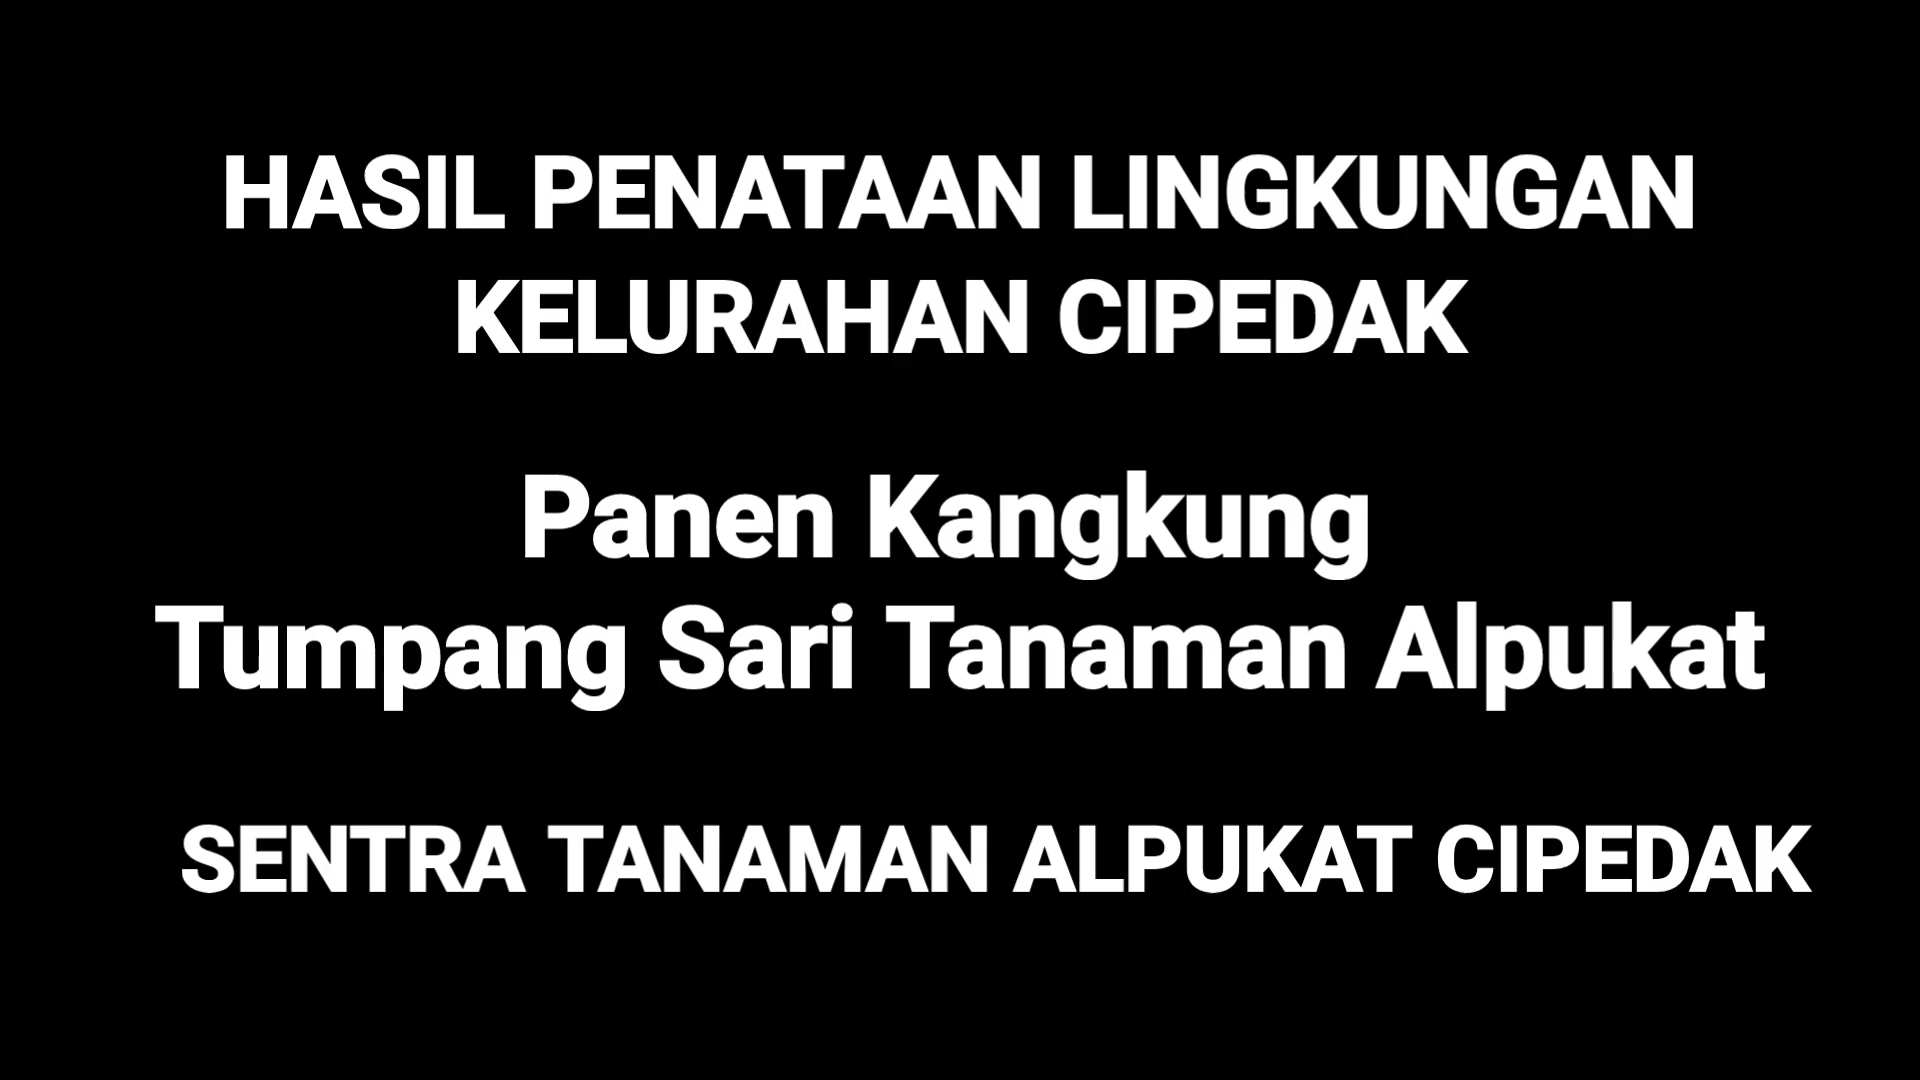 HASIL PENATAAN LINGKUNGAN
KELURAHAN CIPEDAK
Panen Kangkung
Tumpang Sari Tanaman Alpukat
SENTRA TANAMAN ALPUKAT CIPEDAK